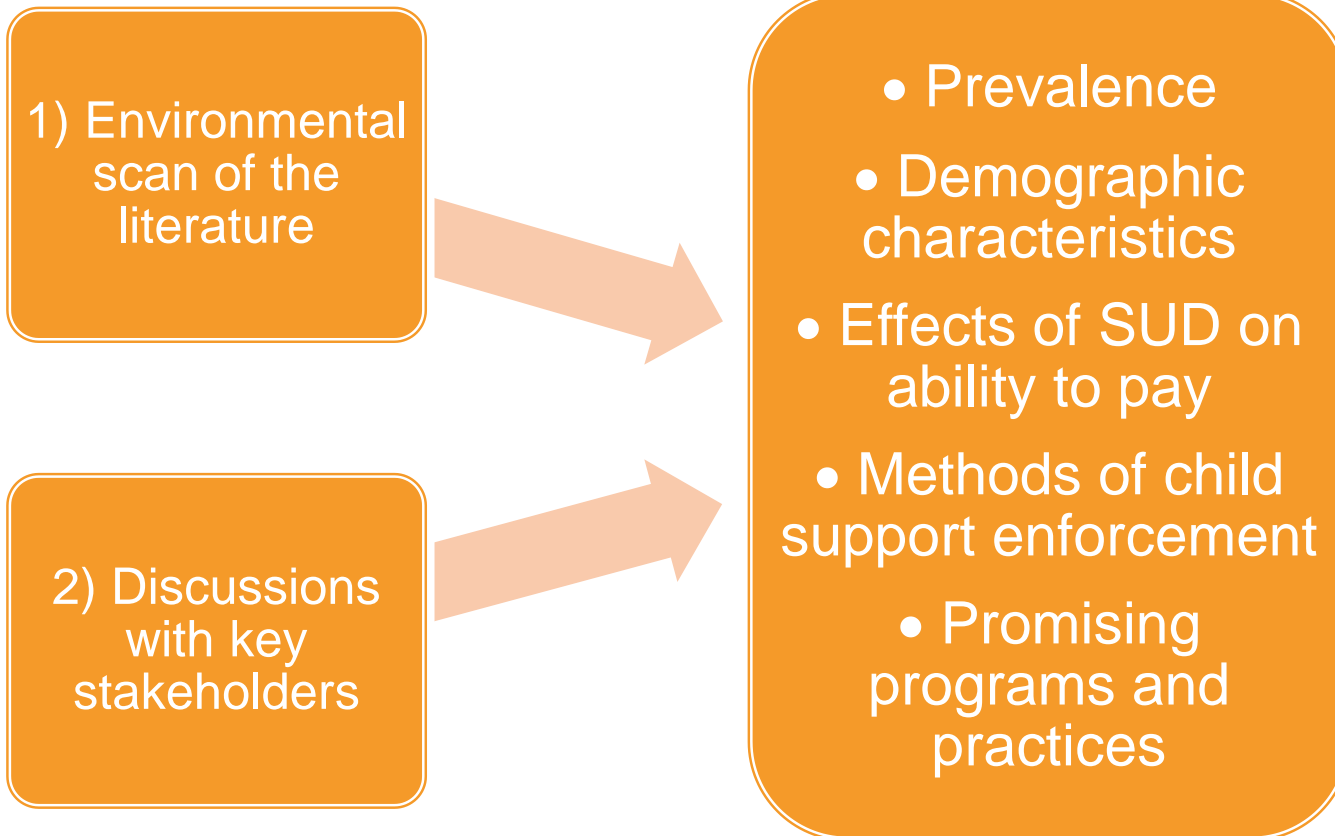 1) Environmental
scan of the
literature
2) Discussions
with key
stakeholders
• Prevalence
• Demographic
characteristics
• Effects of SUD on
ability to pay
• Methods of child
support enforcement
• Promising
programs and
practices